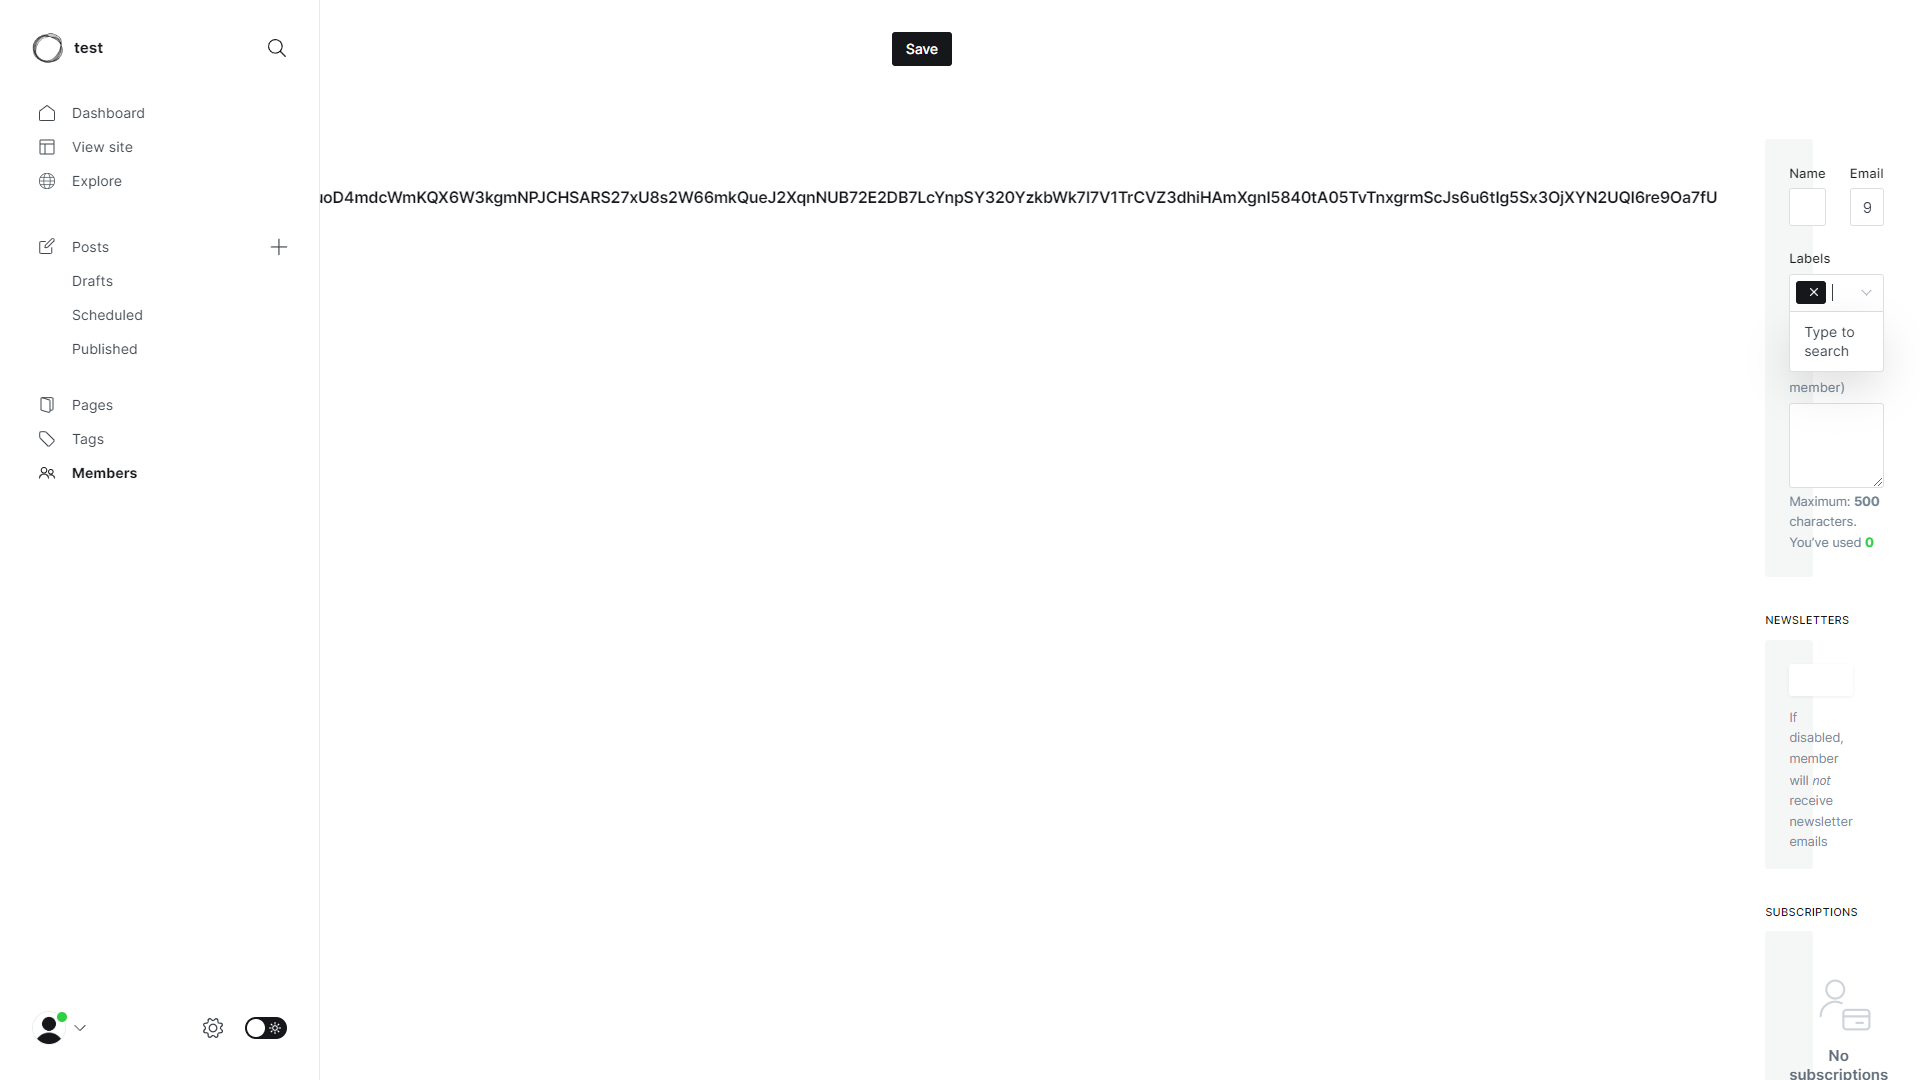 test
Save
Dashboard
View site
Explore
Posts
Drafts
Scheduled
Published
Pages
Tags
Members
uoD4mdcWmKQX6W3kgmNPJCHSARS27xU8s2W66mkQueJ2XqnNUB72E2DB7LcYnpSY320YzkbWk7l7V1TrCVZ3dhiHAmXgnI5840tA05TvTnxgrmScJs6u6tIg5Sx3OjXYN2UQI6re9Oa7fU
Name
Email
9
Labels
Type to
search
member)
Maximum: 500
characters.
You've used 0
NEWSLETTERS
If
disabled,
member
will not
receive
newsletter
emails
SUBSCRIPTIONS
No
subscriptions